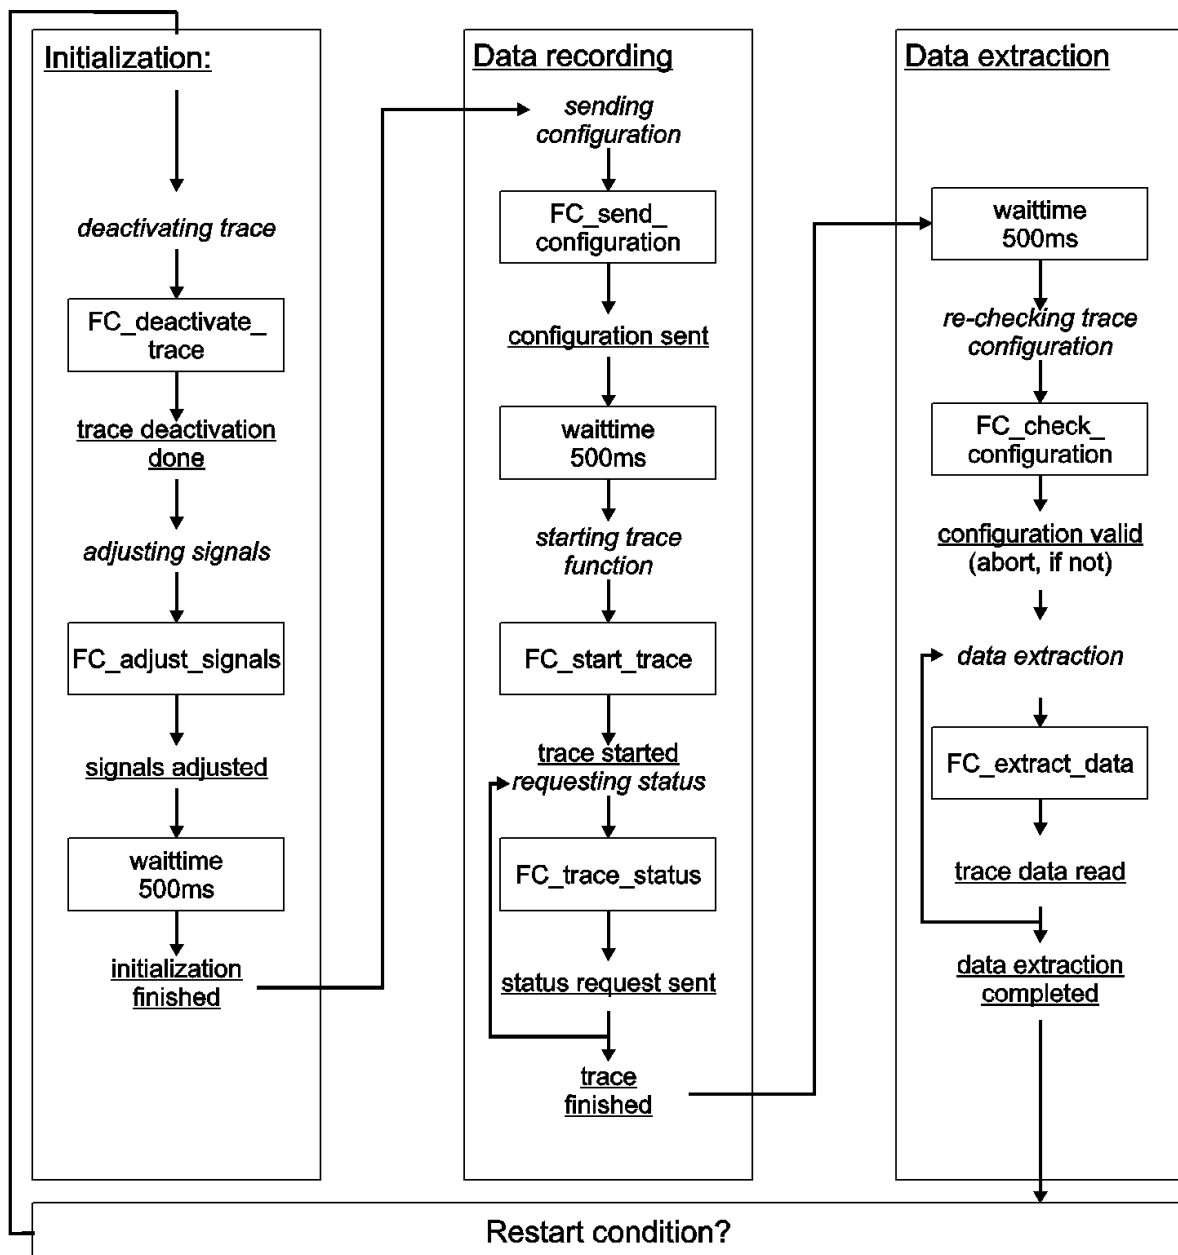 Initialization:
deactivating trace
FC_deactivate_
trace
trace deactivation
done
adjusting signals
FC_adjust_signals
signals adjusted
waittime
500ms
initialization
finished
Data recording
sending
configuration
FC_send_
configuration
configuration sent
waittime
500ms
starting trace
function
FC_start_trace
trace started
requesting status
FC_trace_status
status request sent
trace
finished
Data extraction
waittime
500ms
re-checking trace
configuration
FC_check_
configuration
configuration valid
(abort, if not)
data extraction
FC_extract_data
trace data read
data extraction
completed
Restart condition?